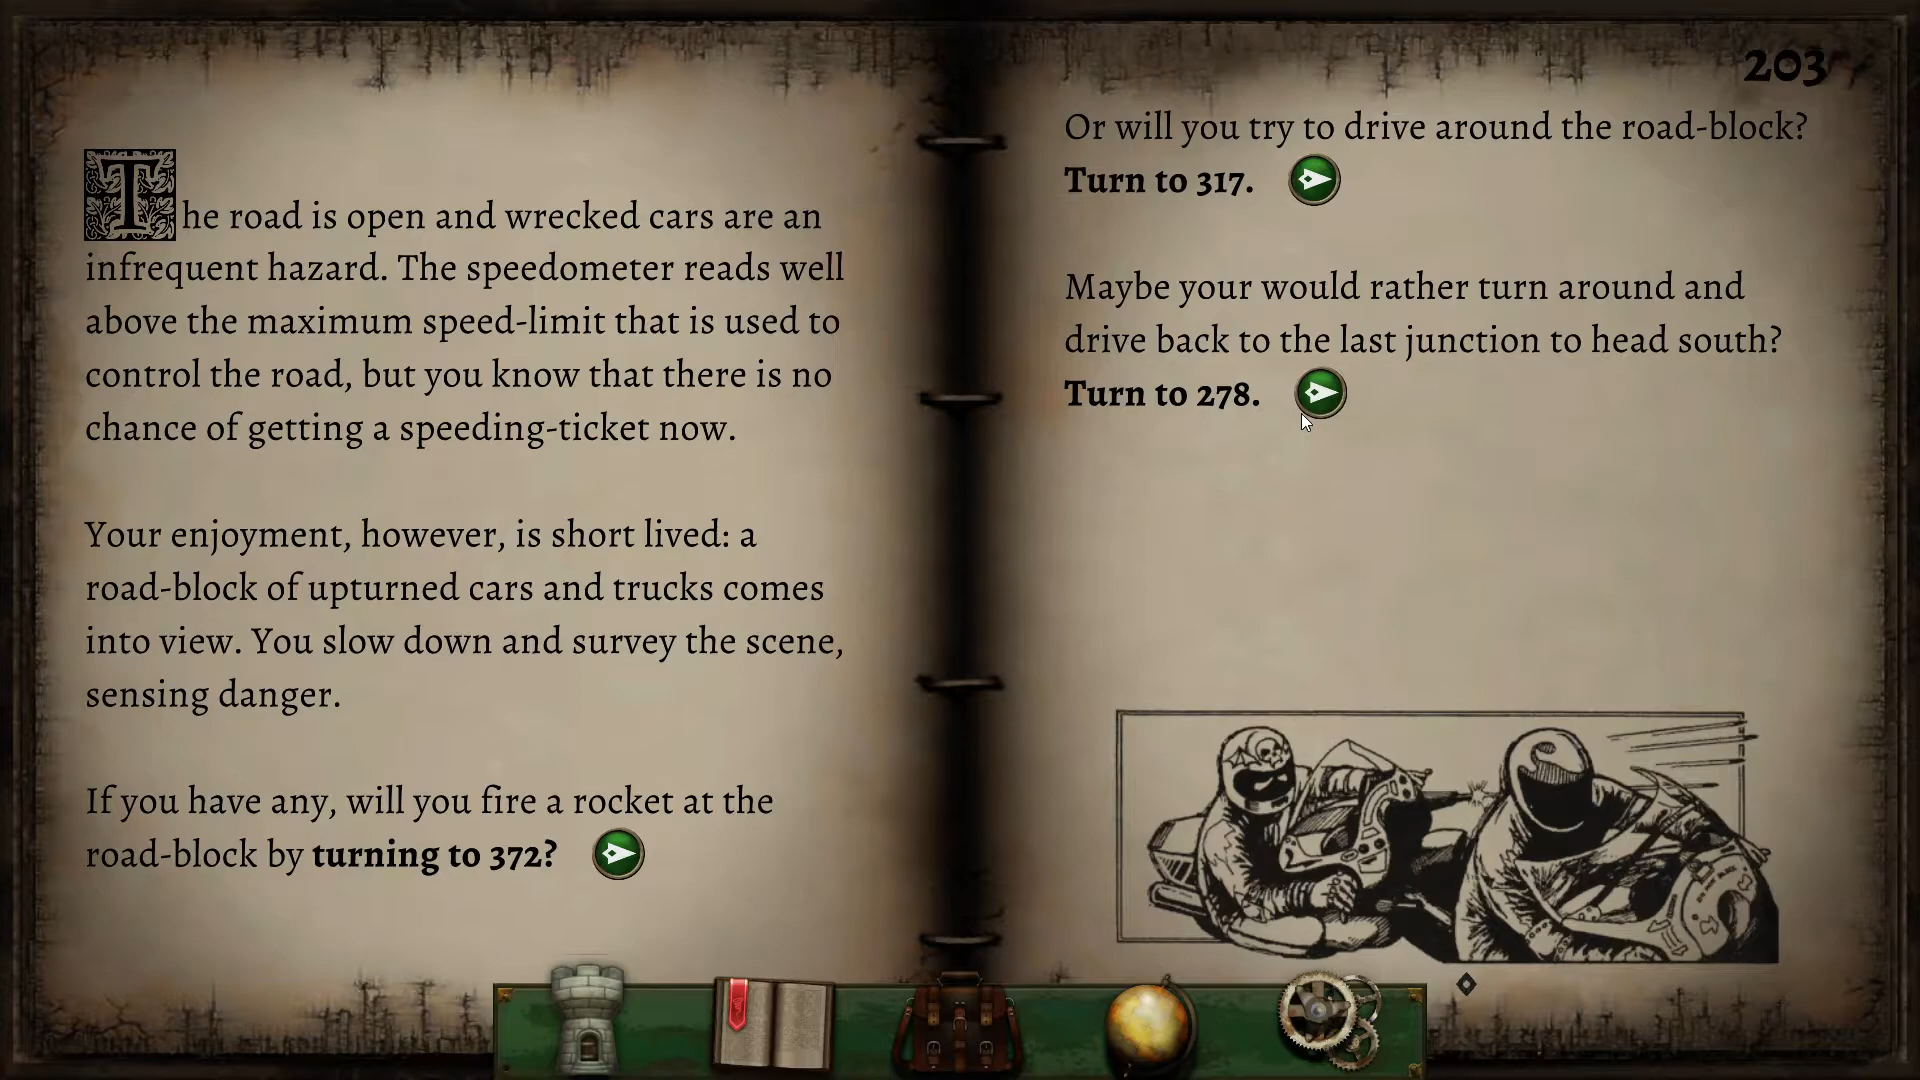 203
The road is open and wrecked cars are an
infrequent hazard. The speedometer reads well
above the maximum speed-limit that is used to
control the road, but you know that there is no
chance of getting a speeding-ticket now.
Your enjoyment, however, is short lived: a
road-block of upturned cars and trucks comes
into view. You slow down and survey the scene,
sensing danger.
If you have any, will you fire a rocket at the
road-block by turning to 372?
Or will you try to drive around the road-block?
Turn to 317.
Maybe your would rather turn around and
drive back to the last junction to head south?
Turn to 278.